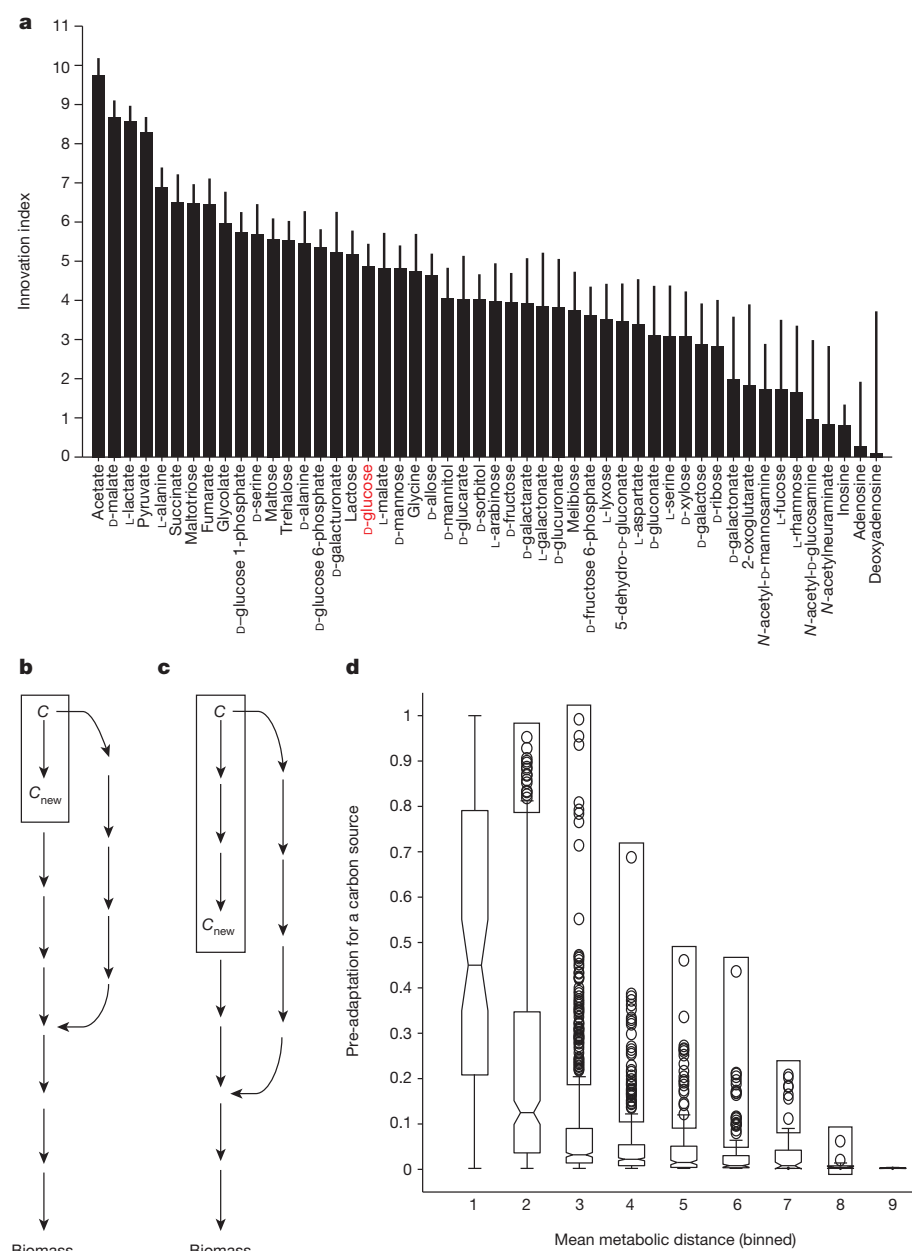 a
Innovation index
11
10
9
8
7
6
5
4
3
2
1
0
Acetate
D-malate
L-lactate
Pyruvate
L-alanine
Succinate
Maltotriose
Fumarate
Glycolate
D-glucose 1-phosphate
D-serine
Maltose
Trehalose
D-alanine
D-glucose 6-phosphate
D-galacturonate
Lactose
D-glucose
L-malate
D-mannose
Glycine
D-allose
D-mannitol
D-glucarate
D-sorbitol
L-arabinose
D-fructose
D-galactarate
L-galactonate
D-glucuronate
Melibiose
D-fructose 6-phosphate
L-lyxose
5-dehydro-D-gluconate
L-aspartate
D-gluconate
L-serine
D-xylose
D-galactose
D-ribose
D-galactonate
2-oxoglutarate
N-acetyl-D-mannosamine
L-fucose
L-rhamnose
N-acetyl-D-glucosamine
N-acetylneuraminate
Inosine
Adenosine
Deoxyadenosine
b
C
Cnew
Biomass
c
C
Cnew
Biomass
d
Pre-adaptation for a carbon source
1
0.9
0.8
0.7
0.6
0.5
0.4
0.3
0.2
0.1
0
1 2 3 4 5 6 7 8 9
Mean metabolic distance (binned)